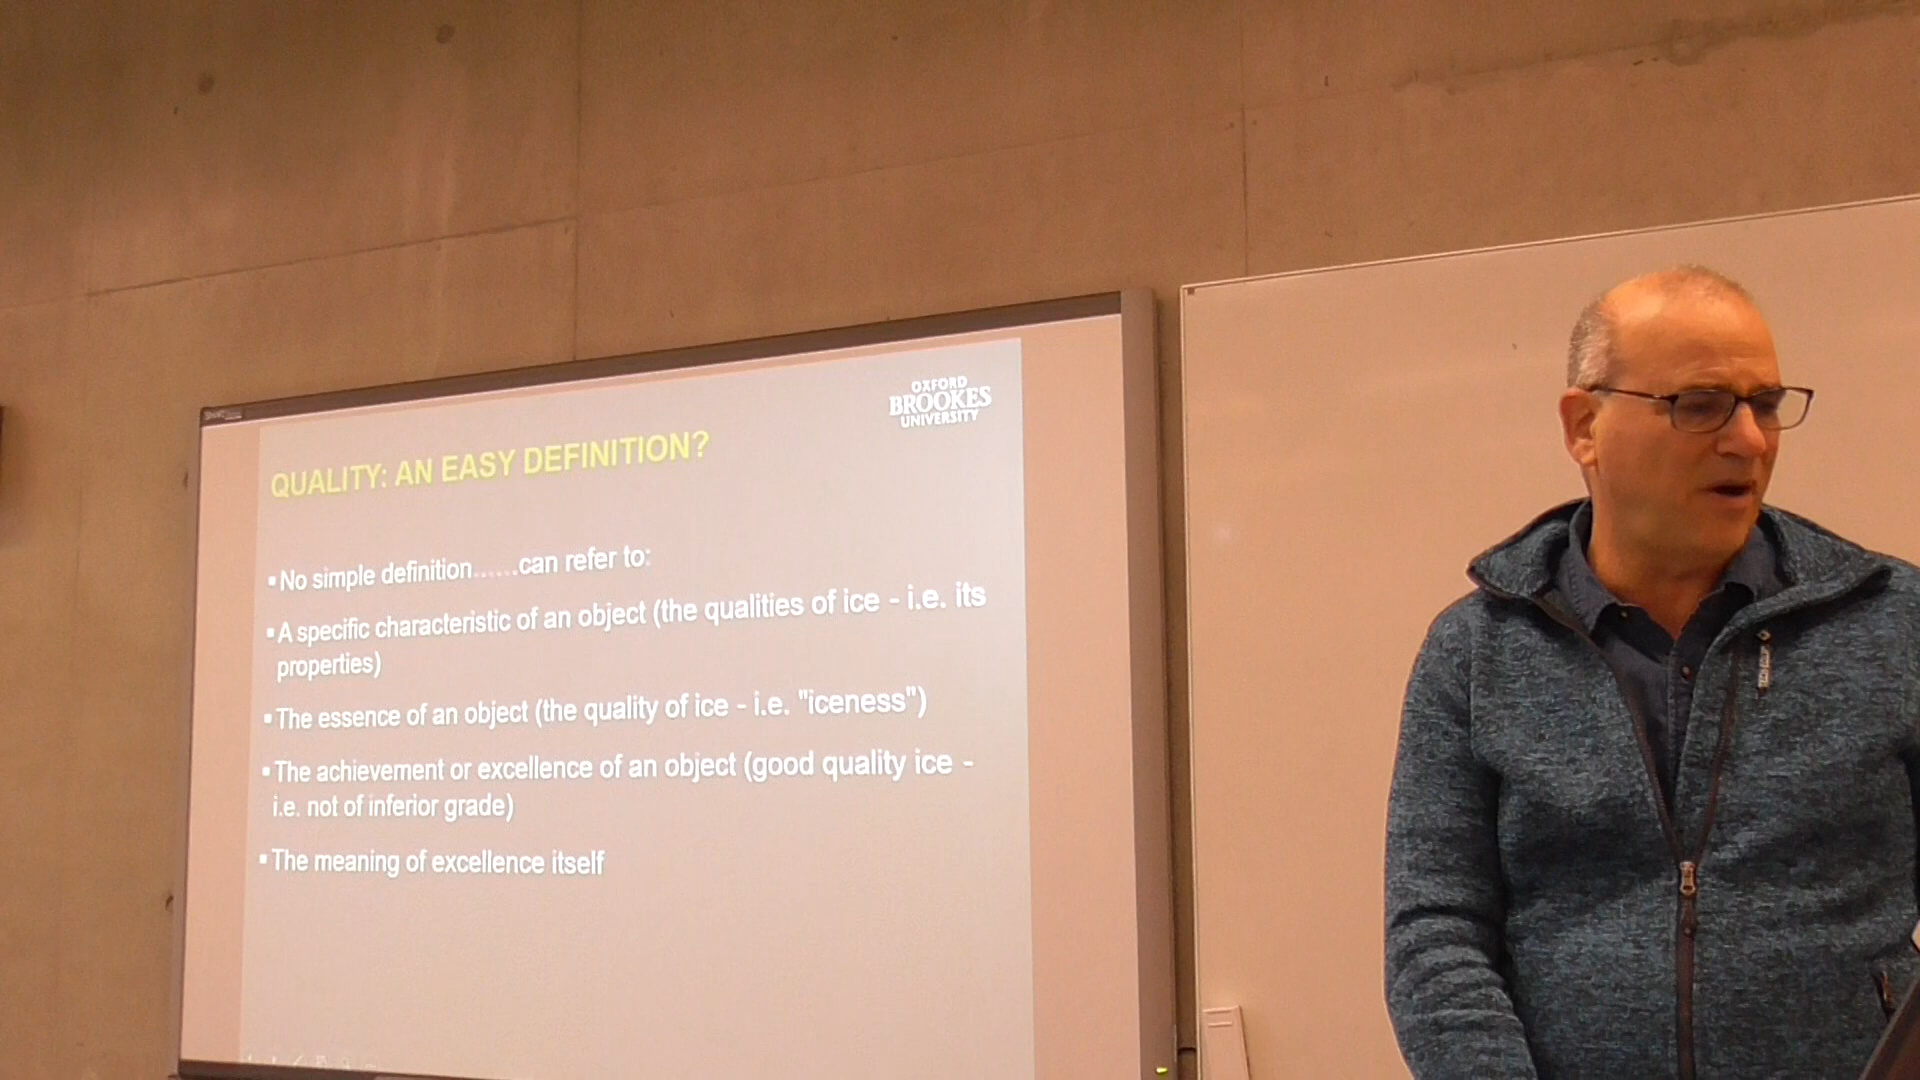 OXFORD
BROOKES
UNIVERSITY
QUALITY: AN EASY DEFINITION?
▪No simple definition......can refer to:
▪A specific characteristic of an object (the qualities of ice - i.e. its
properties)
▪The essence of an object (the quality of ice - i.e. "iceness")
▪The achievement or excellence of an object (good quality ice -
i.e. not of inferior grade)
▪The meaning of excellence itself